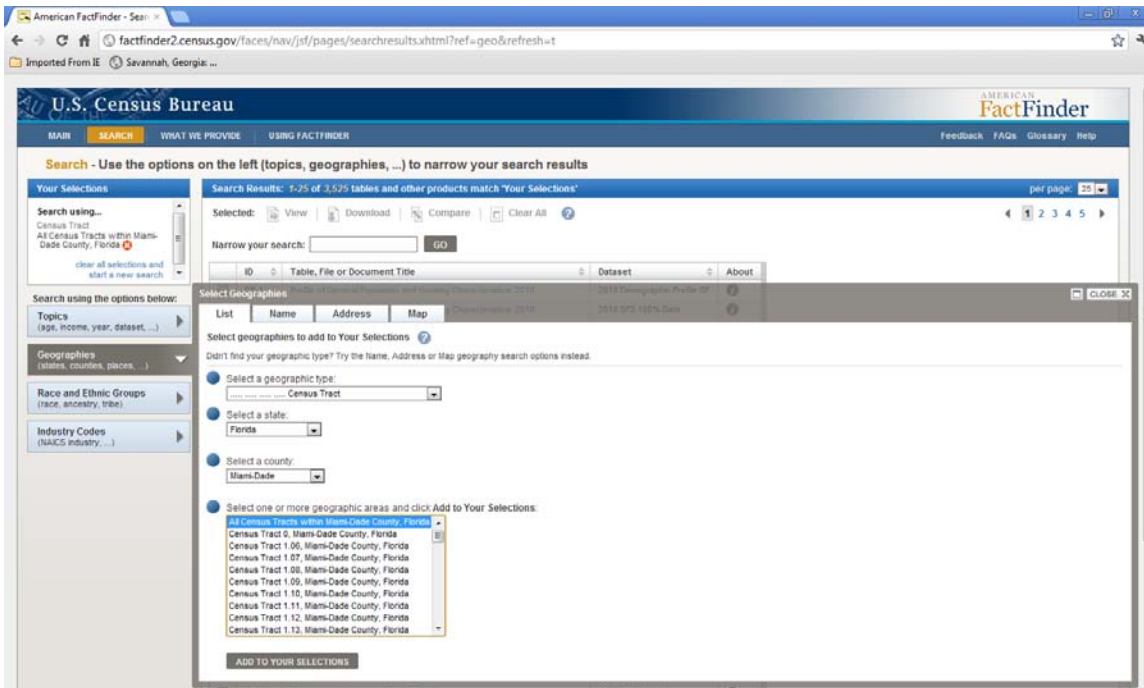 American FactFinder - Sear
factfinder2.census.gov/faces/nav/jsf/pages/searchresults.xhtml?ref=geo&refresh=t
Imported From IE Savannah, Georgia: ...
U.S. Census Bureau
AMERICAN
FactFinder
MAIN SEARCH WHAT WE PROVIDE USING FACTFINDER
Feedback FAQs Glossary Help
Search - Use the options on the left (topics, geographies, ...) to narrow your search results
Your Selections
Search using...
Census Tract
All Census Tracts within Miami-
Dade County, Florida
clear all selections and
start a new search
Search using the options below:
Topics
(age, income, year, dataset, ...)
Geographies
(states, counties, places, ...)
Race and Ethnic Groups
(race, ancestry, tribe)
Industry Codes
(NAICS industry, ...)
Search Results: 1-25 of 3,525 tables and other products match 'Your Selections'
per page: 25
Selected: View Download Compare Clear All
1 2 3 4 5
Narrow your search: GO
ID Table, File or Document Title Dataset About
Select Geographies
CLOSE X
List Name Address Map
Select geographies to add to Your Selections
Didn't find your geographic type? Try the Name, Address or Map geography search options instead.
Select a geographic type:
..... ..... ..... ..... Census Tract
Select a state:
Florida
Select a county:
Miami-Dade
Select one or more geographic areas and click Add to Your Selections:
All Census Tracts within Miami-Dade County, Florida
Census Tract 0, Miami-Dade County, Florida
Census Tract 1.06, Miami-Dade County, Florida
Census Tract 1.07, Miami-Dade County, Florida
Census Tract 1.08, Miami-Dade County, Florida
Census Tract 1.09, Miami-Dade County, Florida
Census Tract 1.10, Miami-Dade County, Florida
Census Tract 1.11, Miami-Dade County, Florida
Census Tract 1.12, Miami-Dade County, Florida
Census Tract 1.13, Miami-Dade County, Florida
ADD TO YOUR SELECTIONS